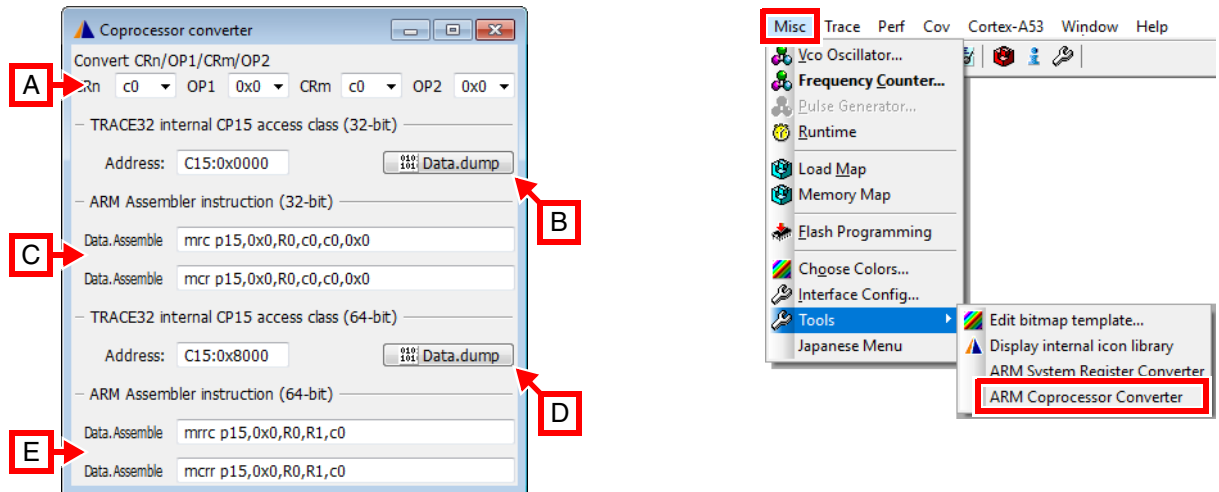 Coprocessor converter
Convert CRn/OP1/CRm/OP2
A
Rn c0 OP1 0x0 CRm c0 OP2 0x0
TRACE32 internal CP15 access class (32-bit)
Address: C15:0x0000 Data.dump
B
ARM Assembler instruction (32-bit)
C
Data.Assemble mrc p15,0x0,R0,c0,c0,0x0
Data.Assemble mcr p15,0x0,R0,c0,c0,0x0
TRACE32 internal CP15 access class (64-bit)
Address: C15:0x8000 Data.dump
D
ARM Assembler instruction (64-bit)
E
Data.Assemble mrrc p15,0x0,R0,R1,c0
Data.Assemble mcrr p15,0x0,R0,R1,c0
Misc Trace Perf Cov Cortex-A53 Window Help
Vco Oscillator...
Frequency Counter...
Pulse Generator...
Runtime
Load Map
Memory Map
Flash Programming
Choose Colors...
Interface Config...
Tools
Japanese Menu
Edit bitmap template...
Display internal icon library
ARM System Register Converter
ARM Coprocessor Converter